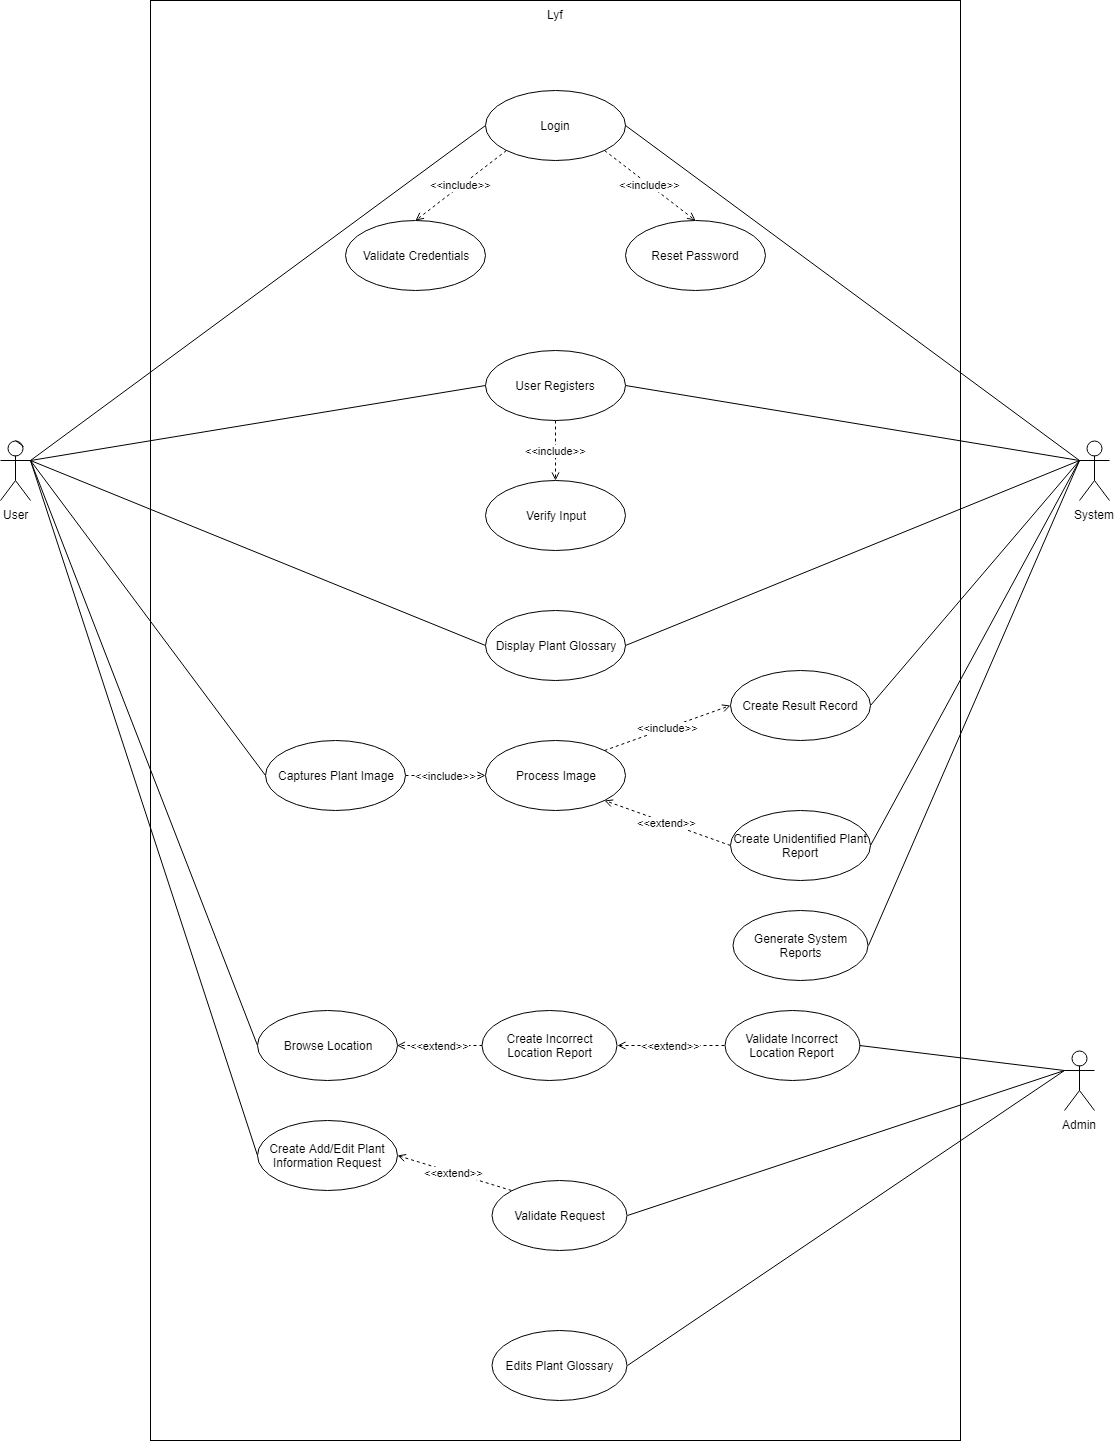 Lyf
Login
<<include>>
<<include>>
Validate Credentials
Reset Password
User Registers
<<include>>
User
System
Verify Input
Display Plant Glossary
Create Result Record
<<include>>
Captures Plant Image
<<include>>
Process Image
<<extend>>
Create Unidentified Plant
Report
Generate System
Reports
Browse Location
<<extend>>
Create Incorrect
Location Report
<<extend>>
Validate Incorrect
Location Report
Admin
Create Add/Edit Plant
Information Request
<<extend>>
Validate Request
Edits Plant Glossary